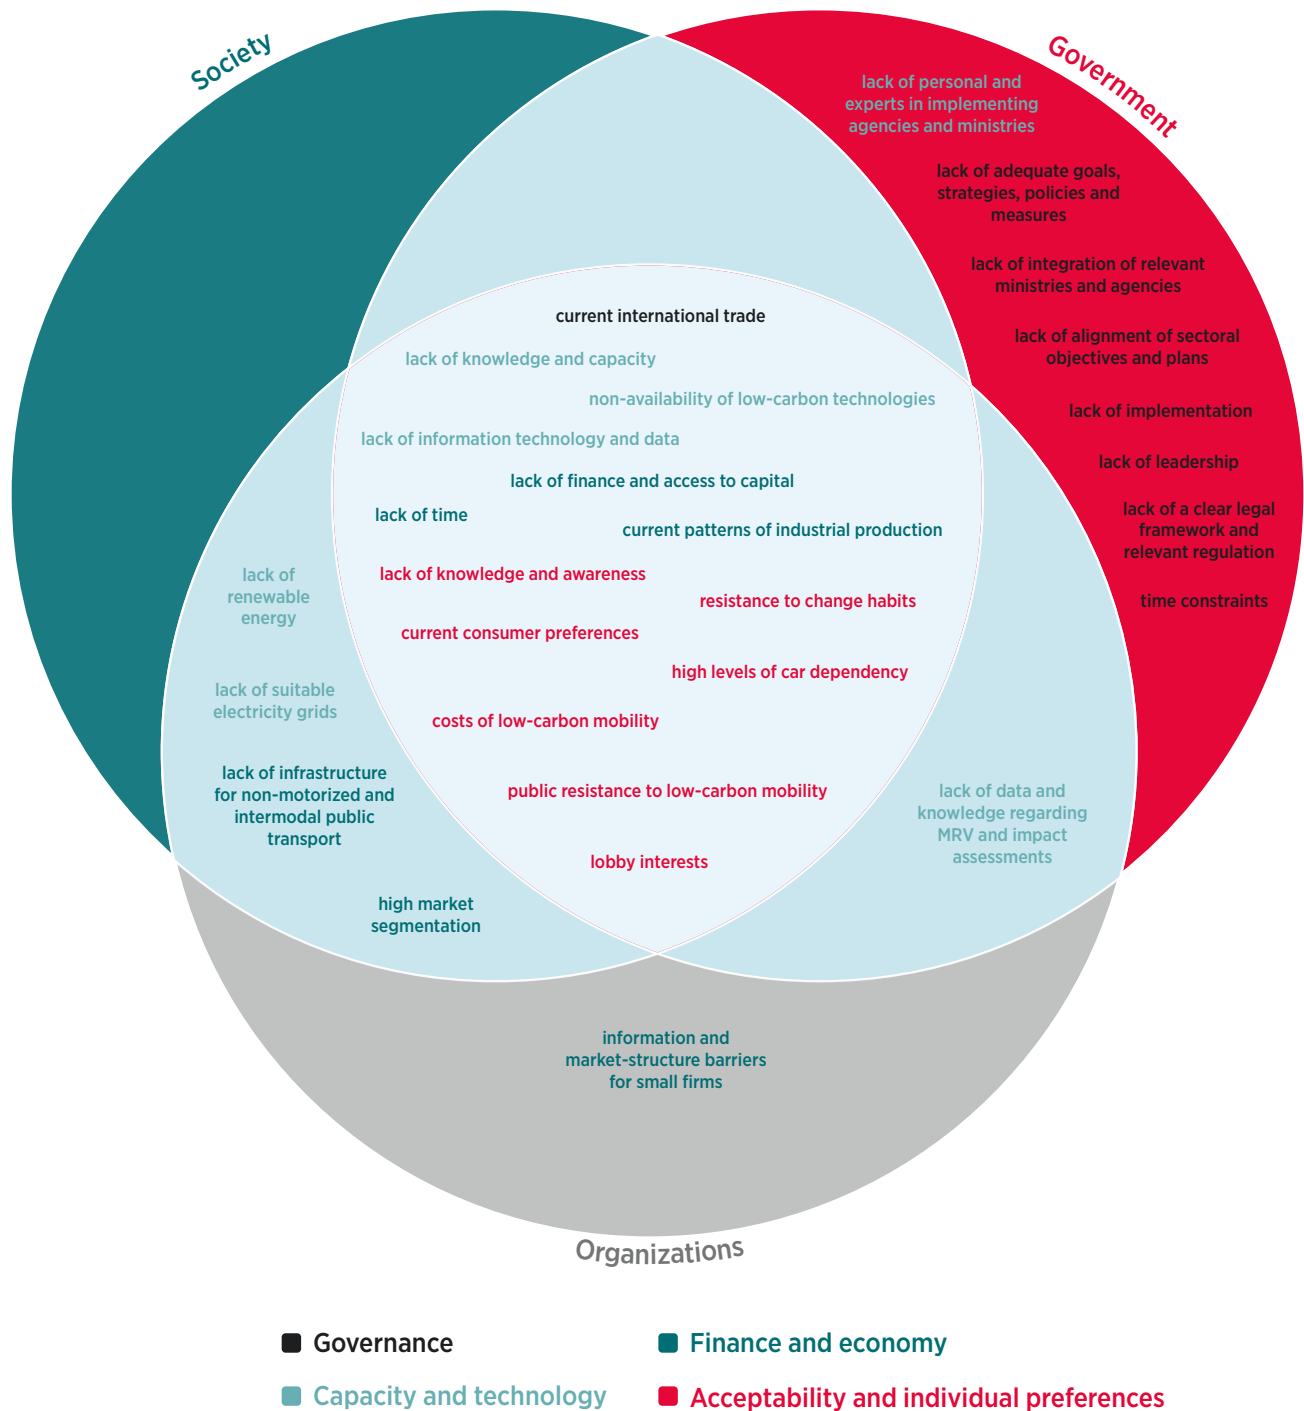 Society
Government
lack of personal and
experts in implementing
agencies and ministries
lack of adequate goals,
strategies, policies and
measures
lack of integration of relevant
ministries and agencies
lack of alignment of sectoral
objectives and plans
lack of implementation
lack of leadership
lack of a clear legal
framework and
relevant regulation
time constraints
current international trade
lack of knowledge and capacity
non-availability of low-carbon technologies
lack of information technology and data
lack of finance and access to capital
lack of time
current patterns of industrial production
lack of knowledge and awareness
resistance to change habits
current consumer preferences
high levels of car dependency
costs of low-carbon mobility
public resistance to low-carbon mobility
lobby interests
lack of
renewable
energy
lack of suitable
electricity grids
lack of infrastructure
for non-motorized and
intermodal public
transport
high market
segmentation
lack of data and
knowledge regarding
MRV and impact
assessments
information and
market-structure barriers
for small firms
Organizations
Governance
Finance and economy
Capacity and technology
Acceptability and individual preferences